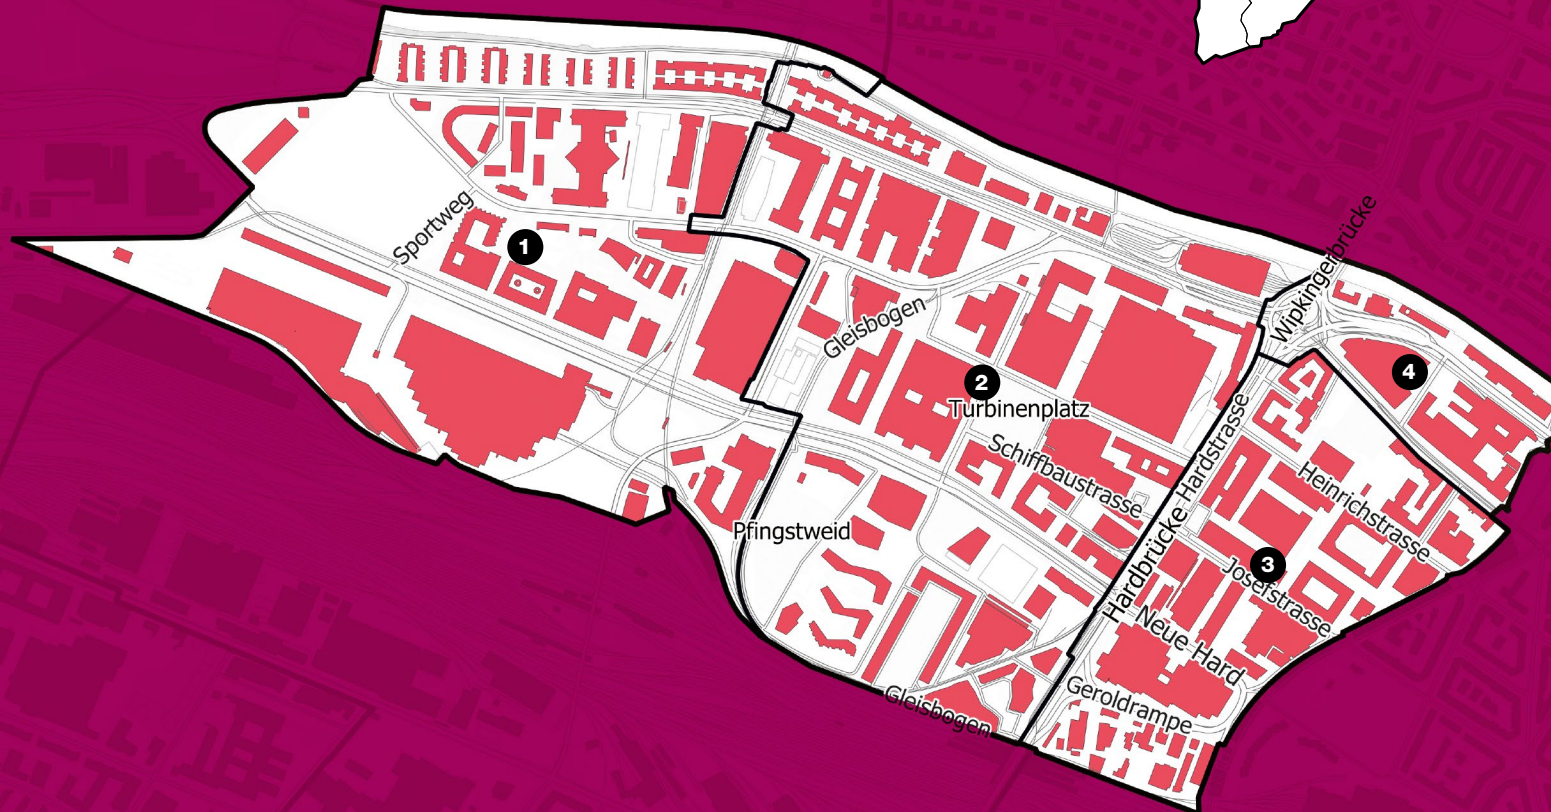 Sportweg
1
Wipkingerbrücke
Gleisbogen
2
Turbinenplatz
4
Schiffbaustrasse
Hardbrücke Hardstrasse
Heinrichstrasse
Pfingstweid
3
Josefstrasse
Neue Hard
Geroldrampe
Gleisbogen